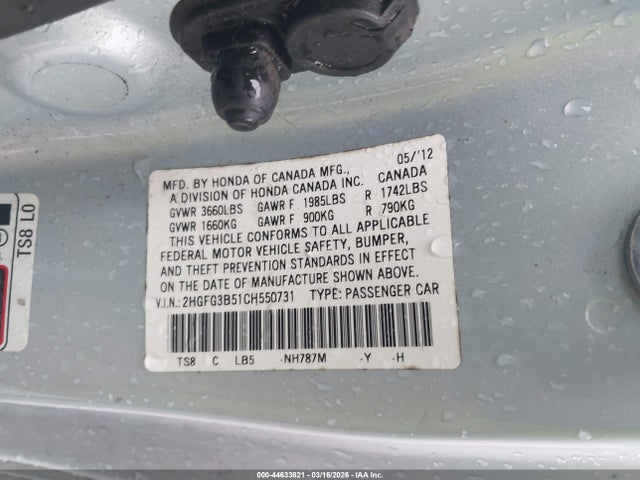 MFD. BY HONDA OF CANADA MFG., 05/'12
A DIVISION OF HONDA CANADA INC. CANADA
GVWR 3660LBS GAWR F 1985LBS R 1742LBS
GVWR 1660KG GAWR F 900KG R 790KG
THIS VEHICLE CONFORMS TO ALL APPLICABLE
FEDERAL MOTOR VEHICLE SAFETY, BUMPER,
AND THEFT PREVENTION STANDARDS IN EFFECT
ON THE DATE OF MANUFACTURE SHOWN ABOVE.
V.I.N.: 2HGFG3B51CH550731 TYPE: PASSENGER CAR
TS8 C LB5 -NH787M -Y -H
TS8 L0
000-44633821 - 03/16/2026 - IAA Inc.